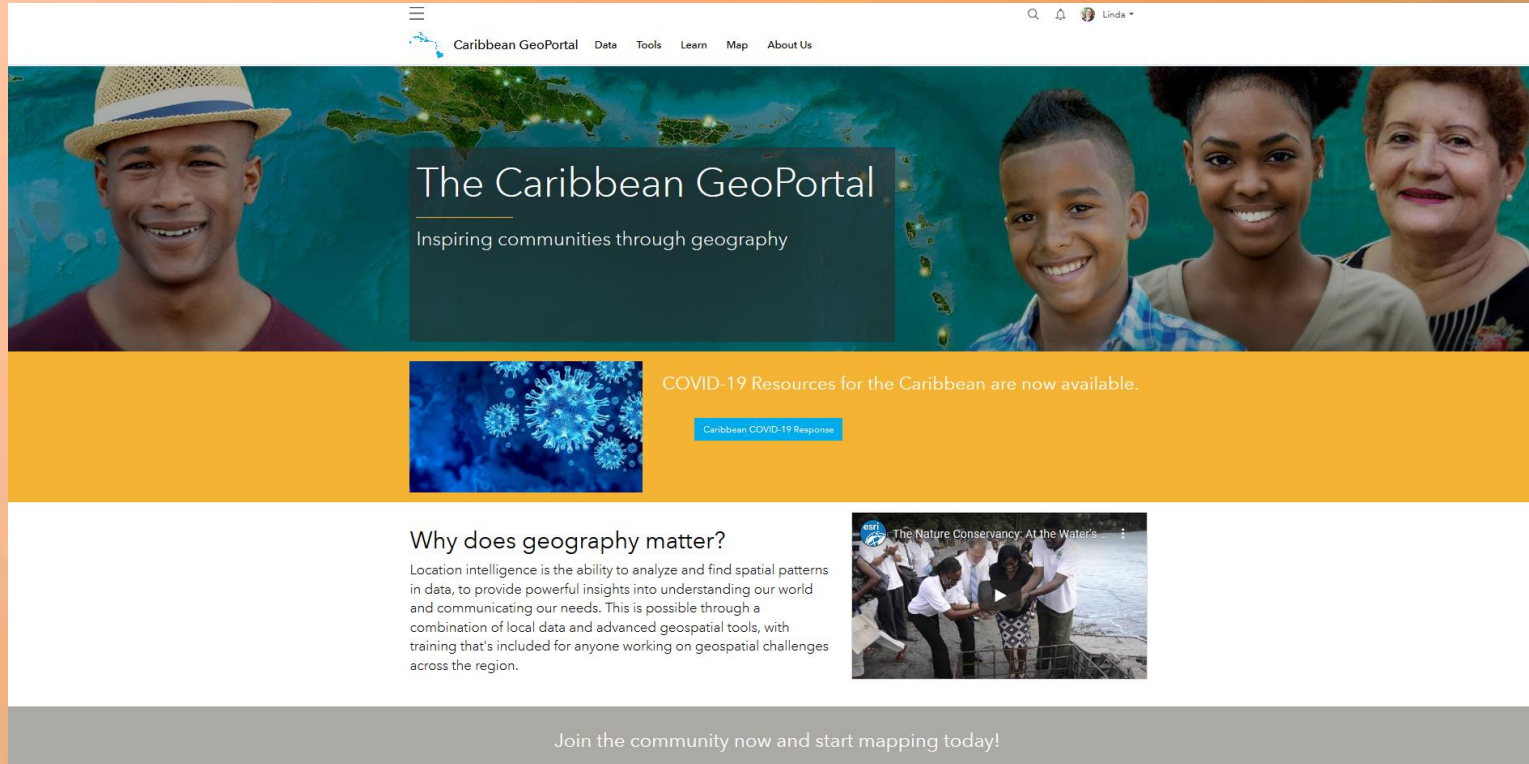 Linda
Caribbean GeoPortal Data Tools Learn Map About Us
The Caribbean GeoPortal
Inspiring communities through geography
COVID-19 Resources for the Caribbean are now available.
Caribbean COVID-19 Response
Why does geography matter?
Location intelligence is the ability to analyze and find spatial patterns
in data, to provide powerful insights into understanding our world
and communicating our needs. This is possible through a
combination of local data and advanced geospatial tools, with
training that's included for anyone working on geospatial challenges
across the region.
esri
The Nature Conservancy: At the Water's ...
Join the community now and start mapping today!